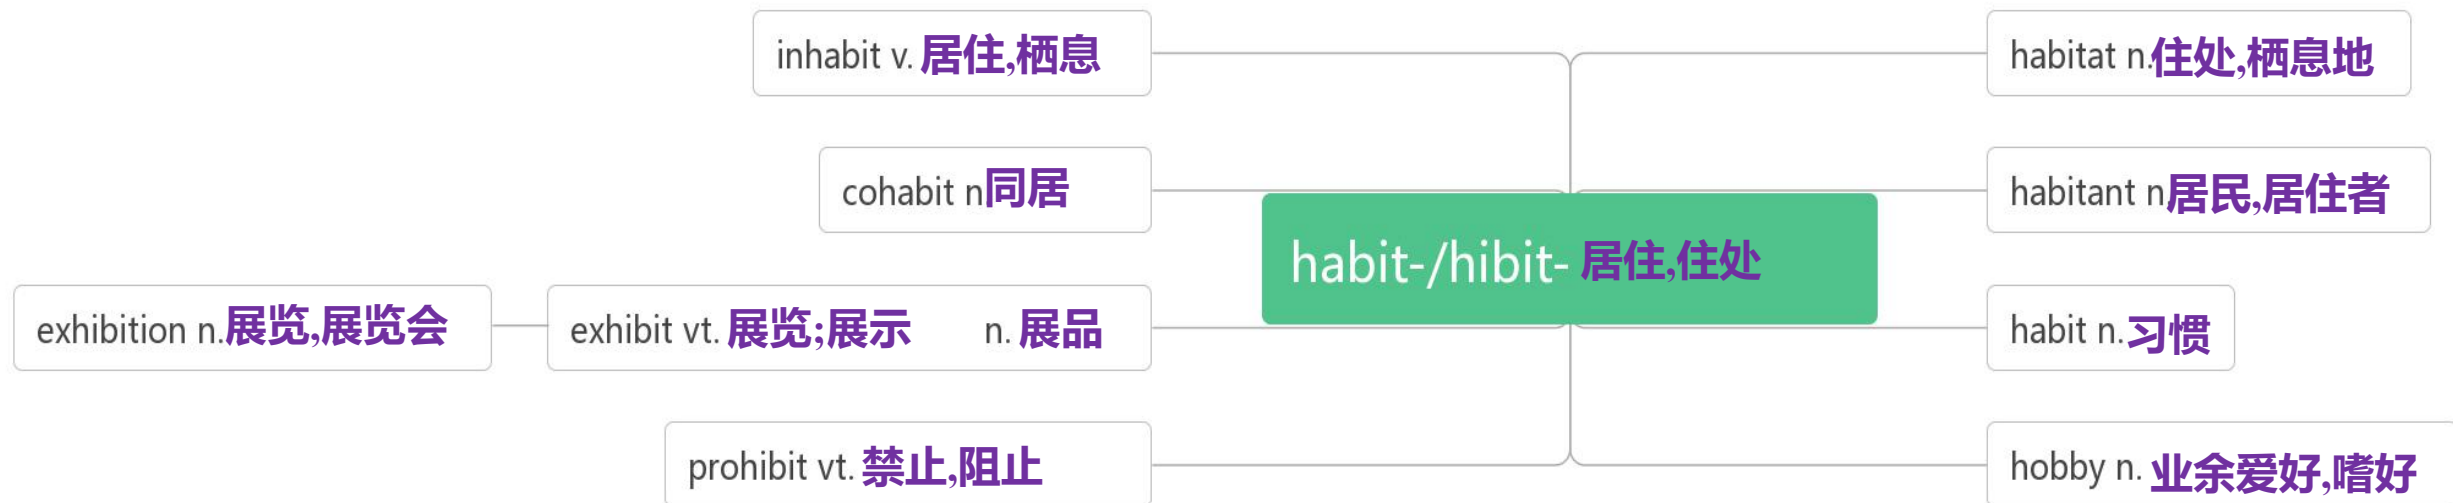 inhabit v. 居住,栖息
cohabit n同居
exhibition n.展览,展览会
exhibit vt. 展览;展示 n. 展品
prohibit vt. 禁止,阻止
habit-/hibit- 居住,住处
habitat n.住处,栖息地
habitant n居民,居住者
habit n.习惯
hobby n. 业余爱好,嗜好